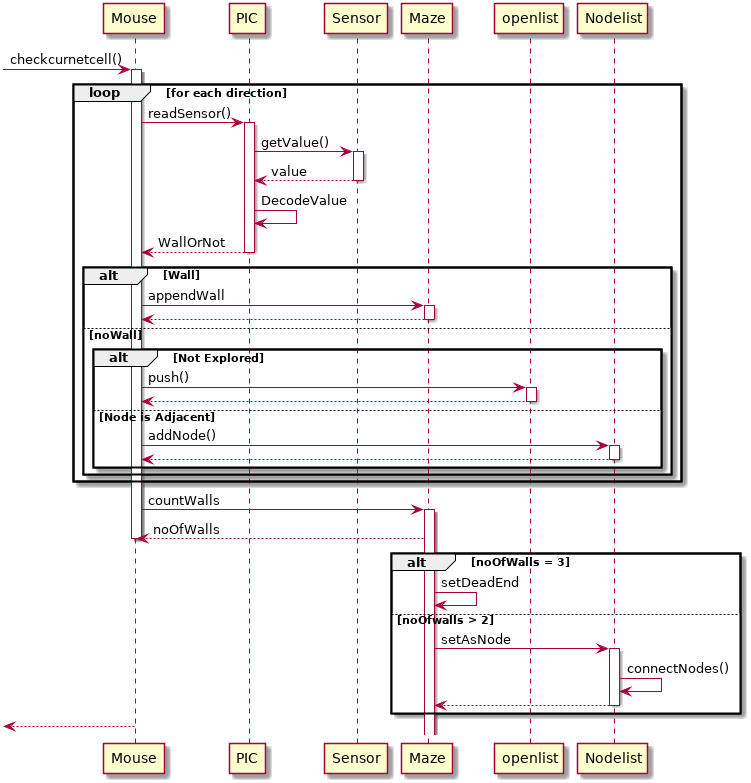 Mouse PIC Sensor Maze openlist Nodelist
checkcurnetcell()
loop [for each direction]
readSensor()
getValue()
value
DecodeValue
WallOrNot
alt [Wall]
appendWall
[noWall]
alt [Not Explored]
push()
[Node is Adjacent]
addNode()
countWalls
noOfWalls
alt [noOfWalls = 3]
setDeadEnd
[noOfwalls > 2]
setAsNode
connectNodes()
Mouse PIC Sensor Maze openlist Nodelist